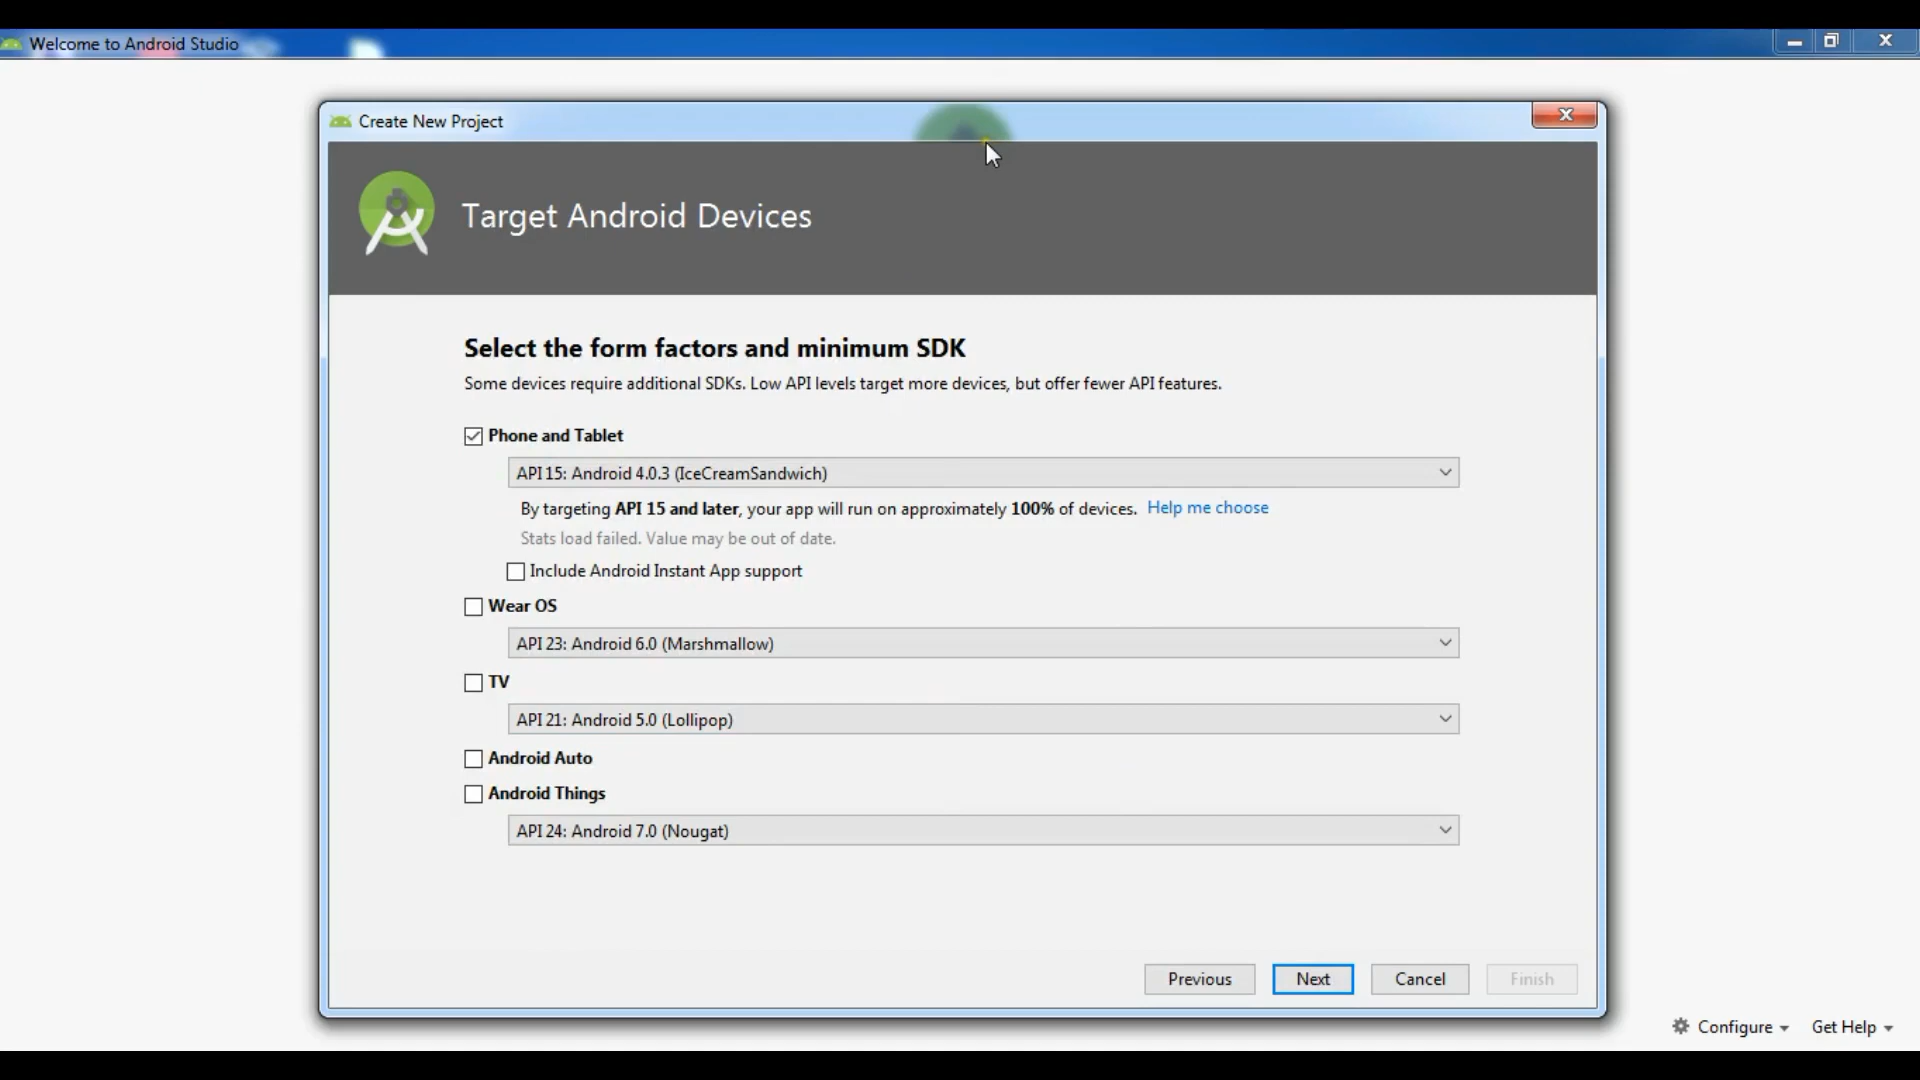 Welcome to Android Studio
Create New Project
Target Android Devices
Select the form factors and minimum SDK
Some devices require additional SDKs. Low API levels target more devices, but offer fewer API features.
Phone and Tablet
API 15: Android 4.0.3 (IceCreamSandwich)
By targeting API 15 and later, your app will run on approximately 100% of devices. Help me choose
Stats load failed. Value may be out of date.
Include Android Instant App support
Wear OS
API 23: Android 6.0 (Marshmallow)
TV
API 21: Android 5.0 (Lollipop)
Android Auto
Android Things
API 24: Android 7.0 (Nougat)
Previous Next Cancel Finish
Configure Get Help